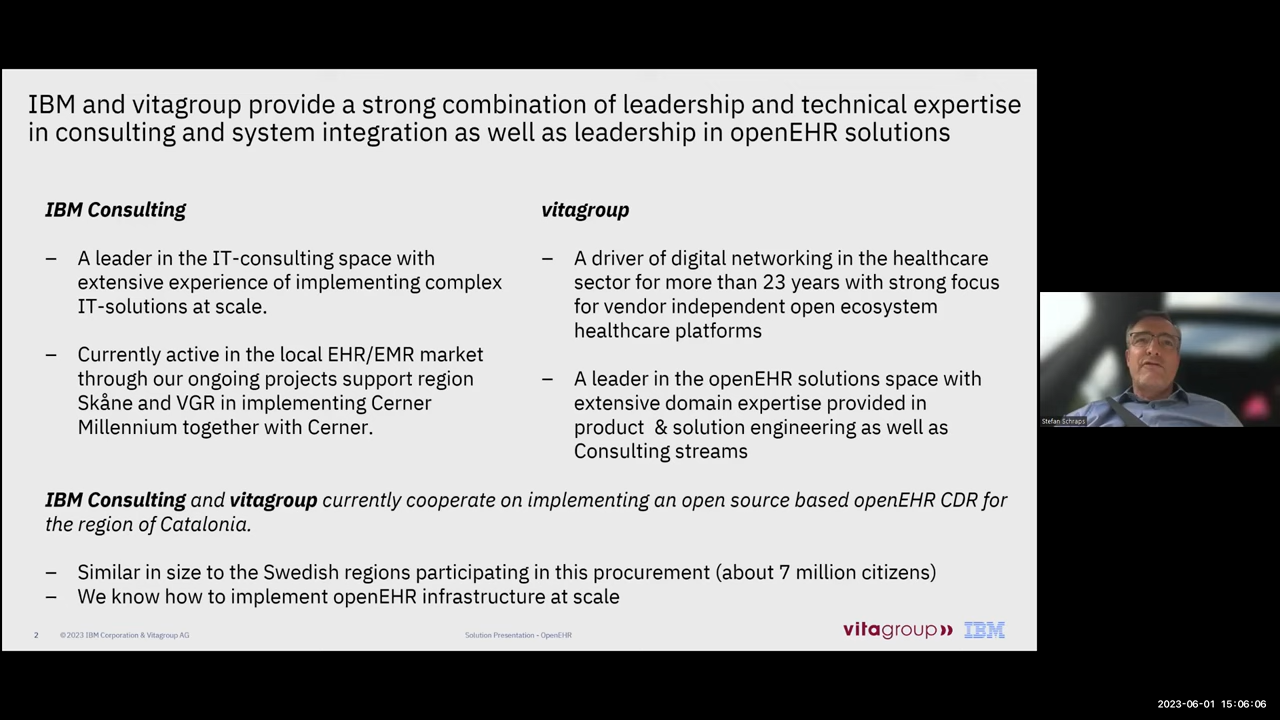 IBM and vitagroup provide a strong combination of leadership and technical expertise
in consulting and system integration as well as leadership in openEHR solutions
IBM Consulting
– A leader in the IT-consulting space with
extensive experience of implementing complex
IT-solutions at scale.
– Currently active in the local EHR/EMR market
through our ongoing projects support region
Skåne and VGR in implementing Cerner
Millennium together with Cerner.
vitagroup
– A driver of digital networking in the healthcare
sector for more than 23 years with strong focus
for vendor independent open ecosystem
healthcare platforms
– A leader in the openEHR solutions space with
extensive domain expertise provided in
product & solution engineering as well as
Consulting streams
IBM Consulting and vitagroup currently cooperate on implementing an open source based openEHR CDR for
the region of Catalonia.
– Similar in size to the Swedish regions participating in this procurement (about 7 million citizens)
– We know how to implement openEHR infrastructure at scale
2 ©2023 IBM Corporation & Vitagroup AG Solution Presentation - OpenEHR
vitagroup IBM
Stefan Schraps
2023-06-01 15:06:06